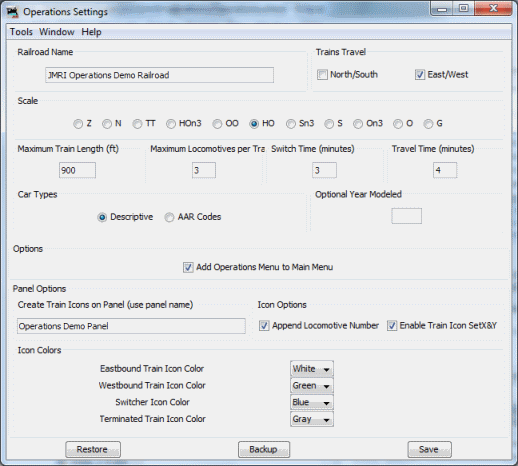 Operations Settings
Tools Window Help
Railroad Name
Trains Travel
JMRI Operations Demo Railroad
North/South
East/West
Scale
Z N TT HOn3 OO HO Sn3 S On3 O G
Maximum Train Length (ft)
Maximum Locomotives per Tra
Switch Time (minutes)
Travel Time (minutes)
900
3
3
4
Car Types
Optional Year Modeled
Descriptive
AAR Codes
Options
Add Operations Menu to Main Menu
Panel Options
Create Train Icons on Panel (use panel name)
Icon Options
Operations Demo Panel
Append Locomotive Number
Enable Train Icon SetX&Y
Icon Colors
Eastbound Train Icon Color White
Westbound Train Icon Color Green
Switcher Icon Color Blue
Terminated Train Icon Color Gray
Restore Backup Save